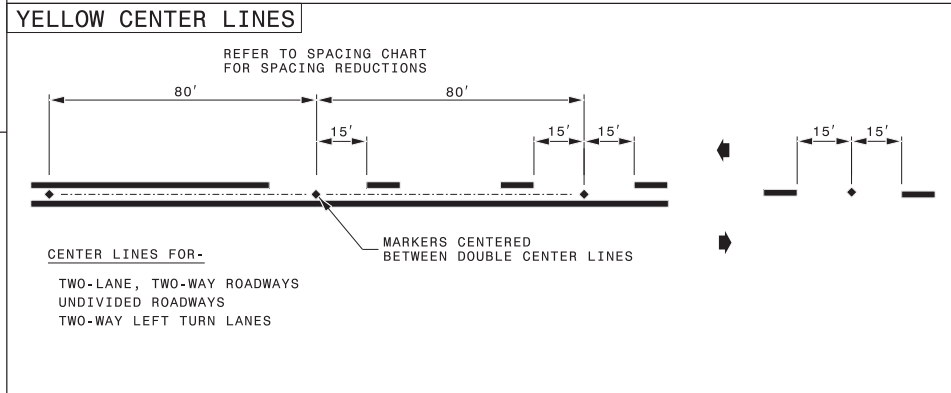 YELLOW CENTER LINES
REFER TO SPACING CHART
FOR SPACING REDUCTIONS
80'
80'
15'
15'
15'
15'
15'
MARKERS CENTERED
BETWEEN DOUBLE CENTER LINES
CENTER LINES FOR-
TWO-LANE, TWO-WAY ROADWAYS
UNDIVIDED ROADWAYS
TWO-WAY LEFT TURN LANES